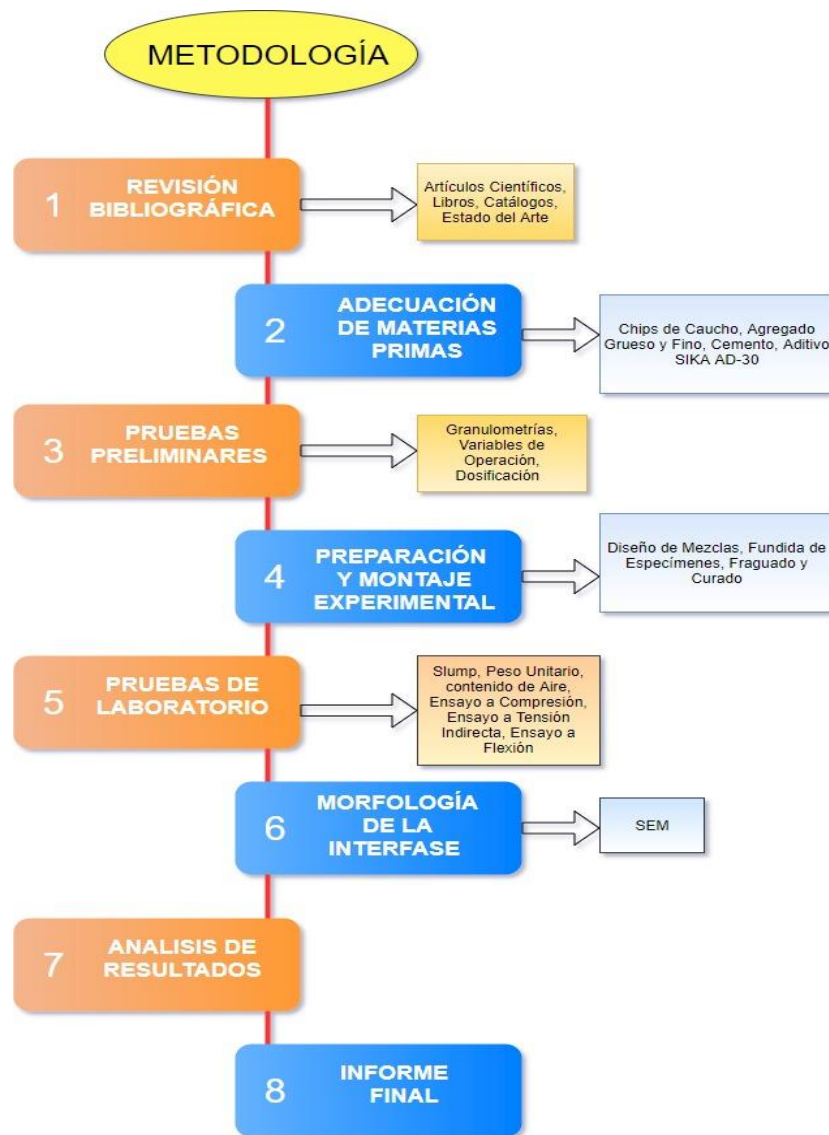 METODOLOGÍA
1
REVISIÓN
BIBLIOGRÁFICA
Artículos Científicos,
Libros, Catálogos,
Estado del Arte
2
ADECUACIÓN
DE MATERIAS
PRIMAS
Chips de Caucho, Agregado
Grueso y Fino, Cemento, Aditivo
SIKA AD-30
3
PRUEBAS
PRELIMINARES
Granulometrías,
Variables de
Operación,
Dosificación
4
PREPARACIÓN
Y MONTAJE
EXPERIMENTAL
Diseño de Mezclas, Fundida de
Especímenes, Fraguado y
Curado
5
PRUEBAS DE
LABORATORIO
Slump, Peso Unitario,
contenido de Aire,
Ensayo a Compresión,
Ensayo a Tensión
Indirecta, Ensayo a
Flexión
6
MORFOLOGÍA
DE LA
INTERFASE
SEM
7
ANALISIS DE
RESULTADOS
8
INFORME
FINAL